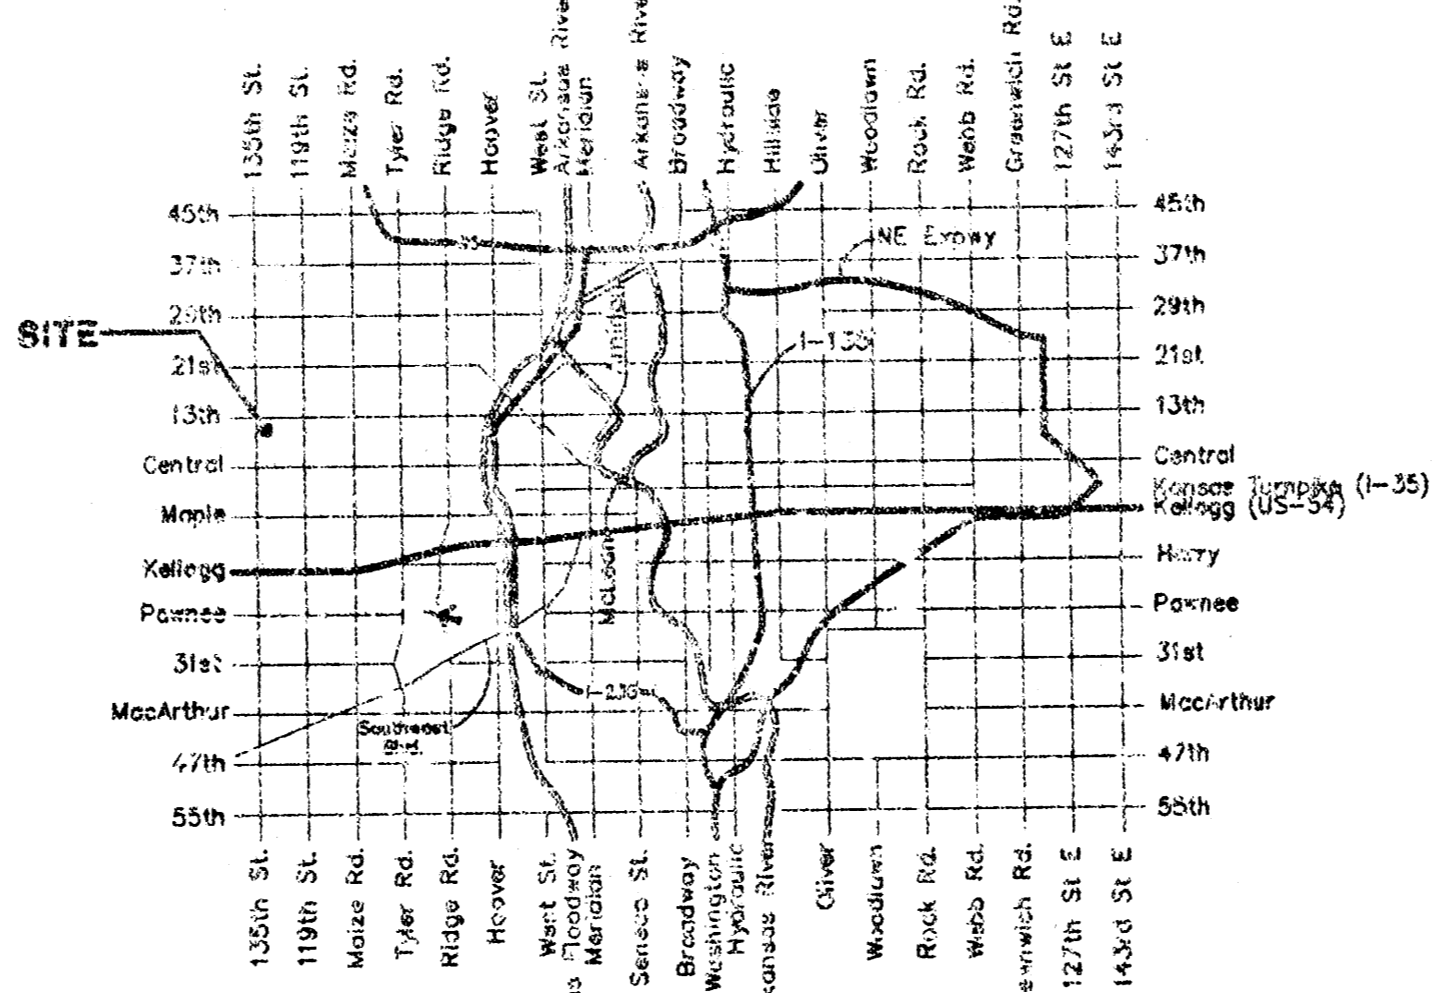 135th St.
119th St.
Maize Rd.
Tyler Rd.
Ridge Rd.
Hoover
West St.
Arkansas Rive
Meridian
Arkansas Rive
Broadway
Hydraulic
Hillside
Oliver
Woodlawn
Rock Rd.
Webb Rd.
Greenwich Rd.
127th St E
143rd St E
45th
45th
NE Expwy
37th
37th
29th
SITE
I-135
21st
21st
13th
13th
Central
Central
Kansas Turnpike (I-35)
Maple
Kellogg (US-54)
Kellogg
Harry
Pawnee
McLean
Pawnee
31st
31st
I-235
MacArthur
MacArthur
Southwest
Blvd.
47th
47th
55th
55th
135th St.
119th St.
Maize Rd.
Tyler Rd.
Ridge Rd.
Hoover
West St.
s Floodway
Meridian
Seneca St.
Broadway
Washington
Hydraulic
kansas River
Oliver
Woodlawn
Rock Rd.
Webb Rd.
eenwich Rd.
127th St E
143rd St E